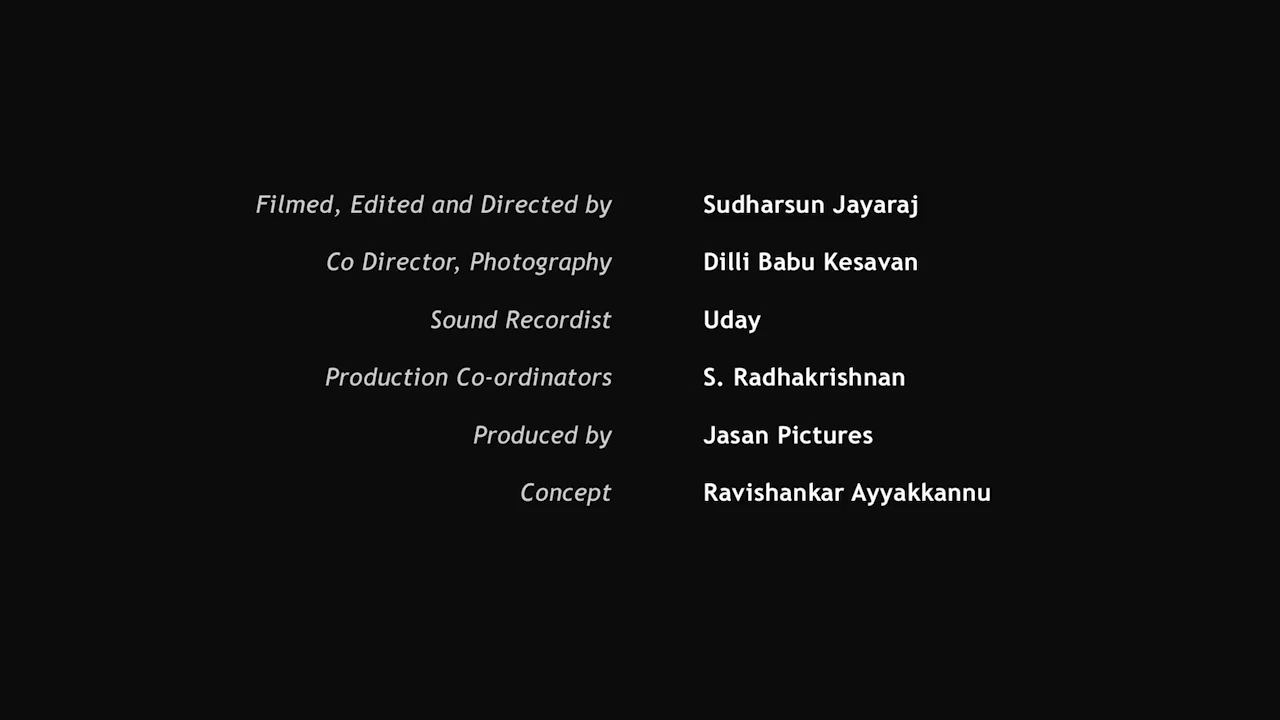 Filmed, Edited and Directed by Sudharsun Jayaraj
Co Director, Photography Dilli Babu Kesavan
Sound Recordist Uday
Production Co-ordinators S. Radhakrishnan
Produced by Jasan Pictures
Concept Ravishankar Ayyakkannu